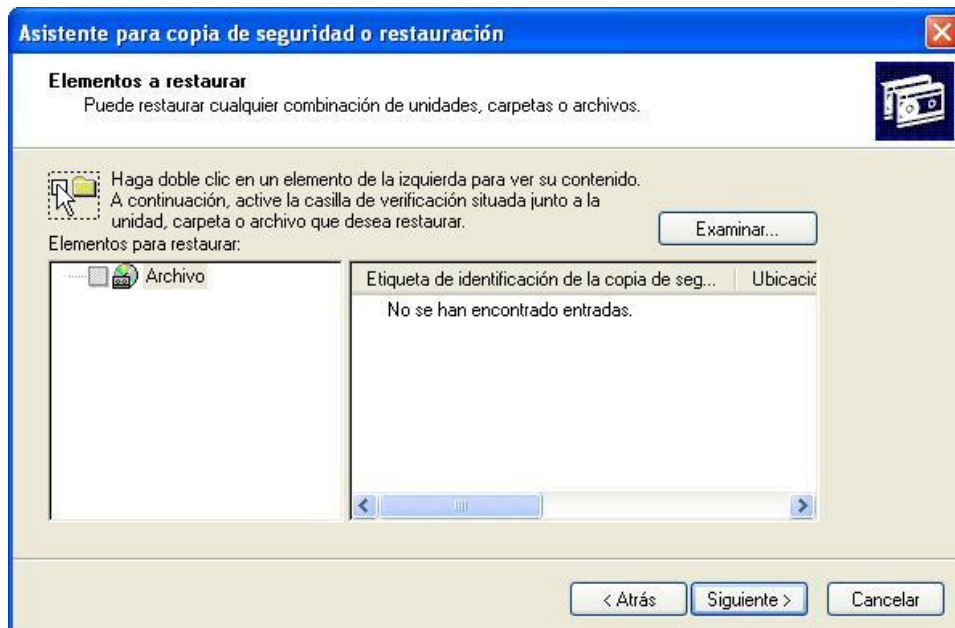 Asistente para copia de seguridad o restauración
Elementos a restaurar
Puede restaurar cualquier combinación de unidades, carpetas o archivos.
Haga doble clic en un elemento de la izquierda para ver su contenido.
A continuación, active la casilla de verificación situada junto a la
unidad, carpeta o archivo que desea restaurar.
Examinar...
Elementos para restaurar:
Archivo
Etiqueta de identificación de la copia de seg... Ubicació
No se han encontrado entradas.
< Atrás Siguiente > Cancelar